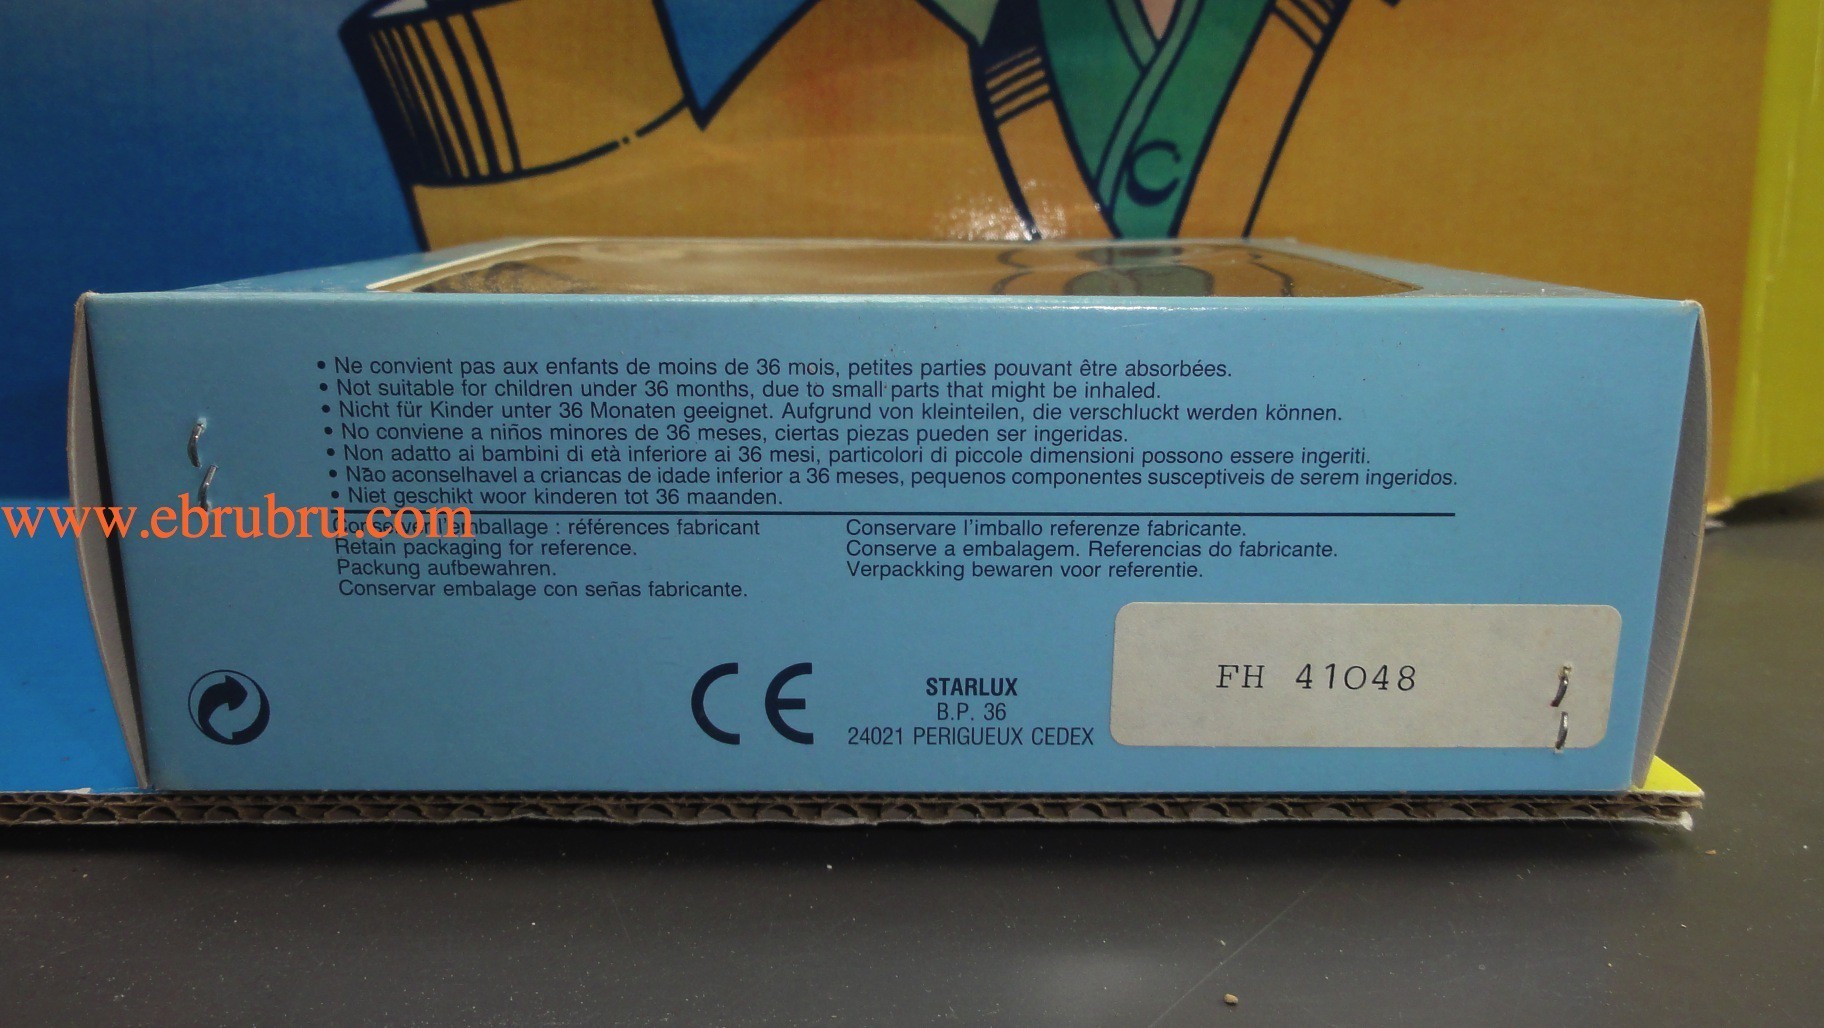 • Ne convient pas aux enfants de moins de 36 mois, petites parties pouvant être absorbées.
• Not suitable for children under 36 months, due to small parts that might be inhaled.
• Nicht für Kinder unter 36 Monaten geeignet. Aufgrund von kleinteilen, die verschluckt werden können.
• No conviene a niños minores de 36 meses, ciertas piezas pueden ser ingeridas.
• Non adatto ai bambini di età inferiore ai 36 mesi, particolori di piccole dimensioni possono essere ingeriti.
• Não aconselhavel a criancas de idade inferior a 36 meses, pequenos componentes susceptiveis de serem ingeridos.
• Niet geschikt woor kinderen tot 36 maanden.
www.ebrubru.com
Conserver l'emballage : références fabricant
Retain packaging for reference.
Packung aufbewahren.
Conservar embalage con señas fabricante.
Conservare l'imballo referenze fabricante.
Conserve a embalagem. Referencias do fabricante.
Verpackking bewaren voor referentie.
CE
STARLUX
B.P. 36
24021 PERIGUEUX CEDEX
FH 41048